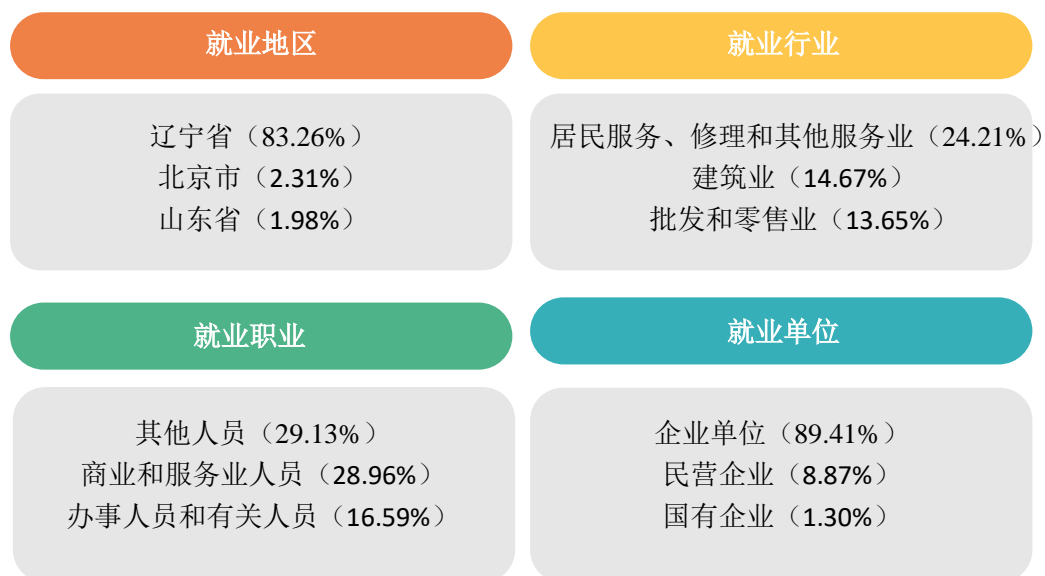 就业地区
辽宁省（83.26%）
北京市（2.31%）
山东省（1.98%）
就业行业
居民服务、修理和其他服务业（24.21%）
建筑业（14.67%）
批发和零售业（13.65%）
就业职业
其他人员（29.13%）
商业和服务业人员（28.96%）
办事人员和有关人员（16.59%）
就业单位
企业单位（89.41%）
民营企业（8.87%）
国有企业（1.30%）